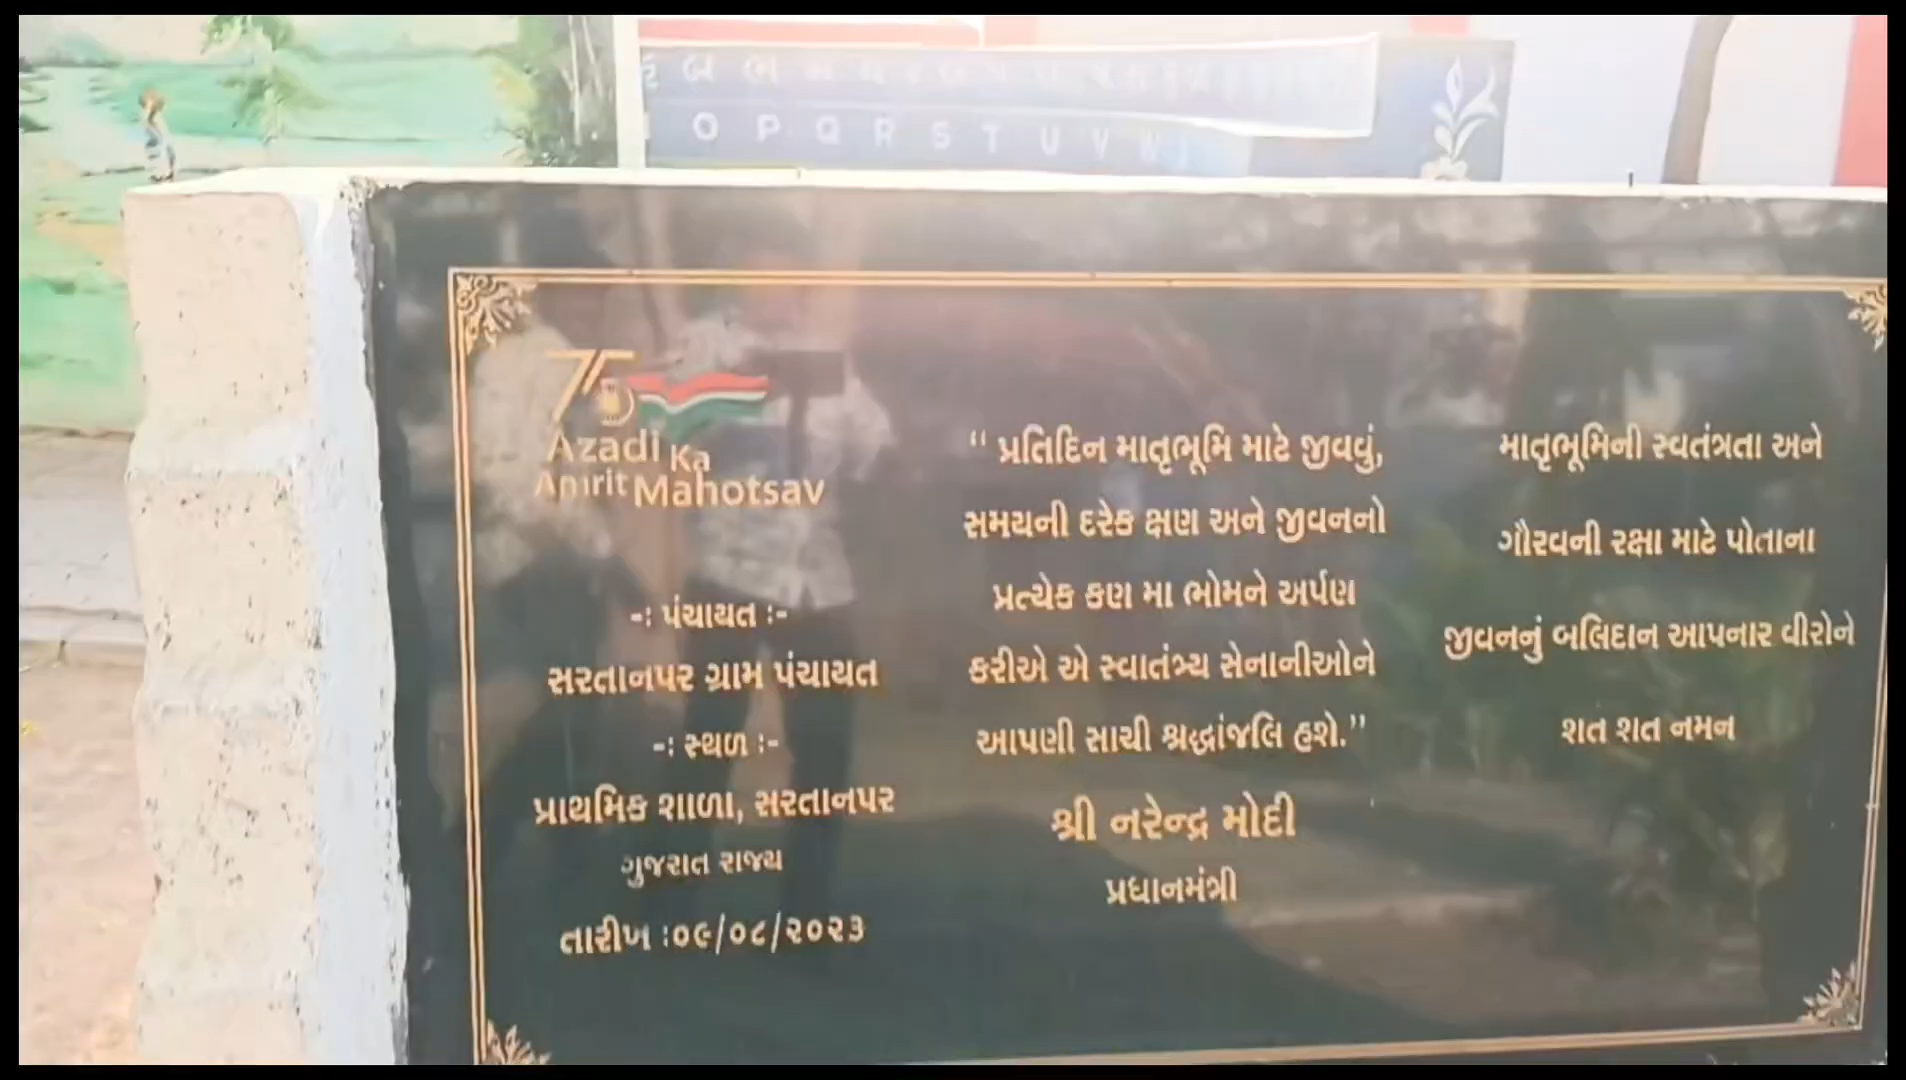 O P Q R S T U V W
75
Azadi Ka
Amrit Mahotsav
-: પંચાયત :-
સરતાનપર ગ્રામ પંચાયત
-: સ્થળ :-
પ્રાથમિક શાળા, સરતાનપર
ગુજરાત રાજ્ય
તારીખ :૦૯/૦૮/૨૦૨૩
“ પ્રતિદિન માતૃભૂમિ માટે જીવવું,
સમયની દરેક ક્ષણ અને જીવનનો
પ્રત્યેક કણ મા ભોમને અર્પણ
કરીએ એ સ્વાતંત્ર્ય સેનાનીઓને
આપણી સાચી શ્રદ્ધાંજલિ હશે.”
શ્રી નરેન્દ્ર મોદી
પ્રધાનમંત્રી
માતૃભૂમિની સ્વતંત્રતા અને
ગૌરવની રક્ષા માટે પોતાના
જીવનનું બલિદાન આપનાર વીરોને
શત શત નમન